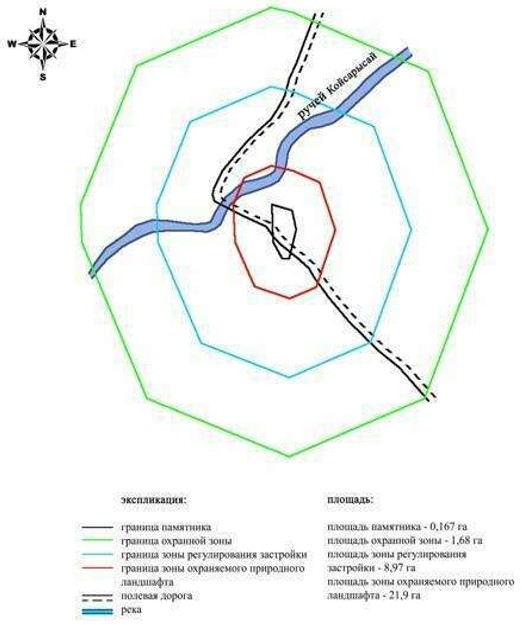 N
W E
S
ручей Койсарысай
экспликация:
граница памятника
граница охранной зоны
граница зоны регулирования застройки
граница зоны охраняемого природного
ландшафта
полевая дорога
река
площадь:
площадь памятника - 0,167 га
площадь охранной зоны - 1,68 га
площадь зоны регулирования
застройки - 8,97 га
площадь зоны охраняемого природного
ландшафта - 21,9 га